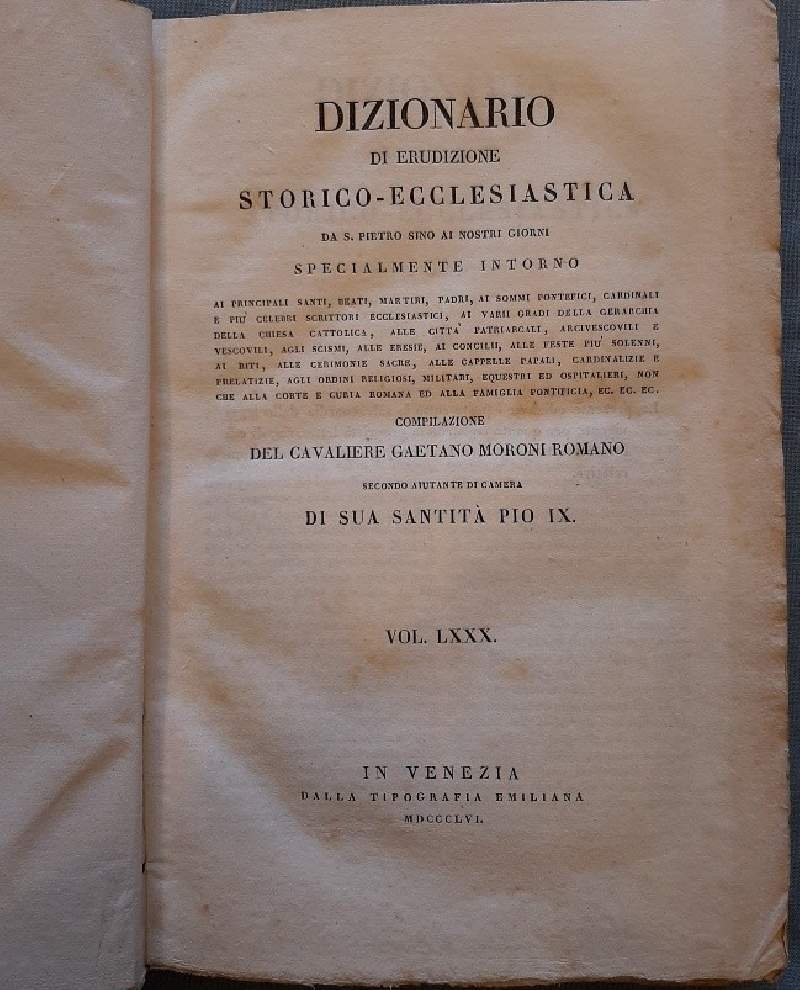 DIZIONARIO
DI ERUDIZIONE
STORICO-ECCLESIASTICA
DA S. PIETRO SINO AI NOSTRI GIORNI
SPECIALMENTE INTORNO
AI PRINCIPALI SANTI, BEATI, MARTIRI, PADRI, AI SOMMI PONTEFICI, CARDINALI
E PIU' CELEBRI SCRITTORI ECCLESIASTICI, AI VARII GRADI DELLA GERARCHIA
DELLA CHIESA CATTOLICA, ALLE CITTA' PATRIARCALI, ARCIVESCOVILI E
VESCOVILI, AGLI SCISMI, ALLE ERESIE, AI CONCILII, ALLE FESTE PIU' SOLENNI,
AI RITI, ALLE CERIMONIE SACRE, ALLE CAPPELLE PAPALI, CARDINALIZIE E
PRELATIZIE, AGLI ORDINI RELIGIOSI, MILITARI, EQUESTRI ED OSPITALIERI, NON
CHE ALLA CORTE E CURIA ROMANA ED ALLA FAMIGLIA PONTIFICIA, EC. EC. EC.
COMPILAZIONE
DEL CAVALIERE GAETANO MORONI ROMANO
SECONDO AIUTANTE DI CAMERA
DI SUA SANTITÀ PIO IX.
VOL. LXXX.
IN VENEZIA
DALLA TIPOGRAFIA EMILIANA
MDCCCLVI.